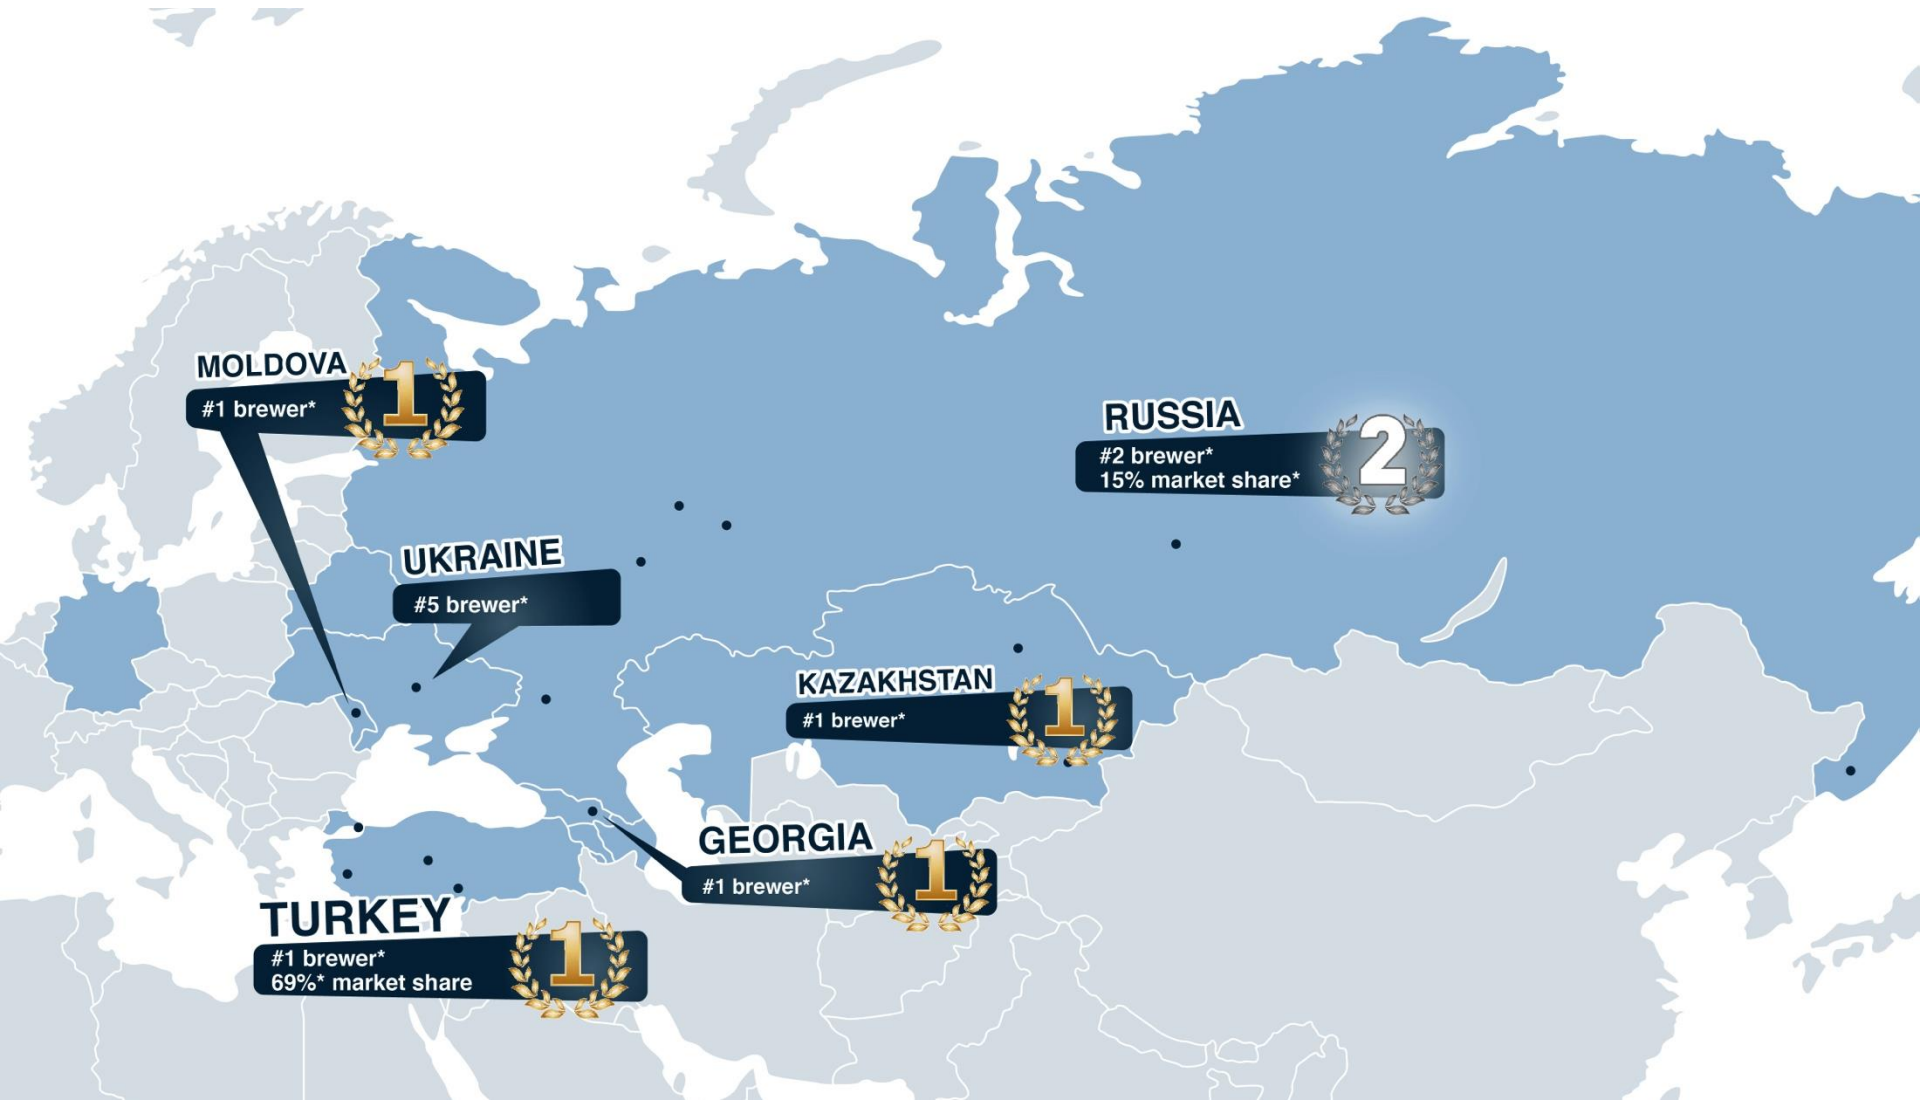 MOLDOVA
#1 brewer*
1
RUSSIA
#2 brewer*
15% market share*
2
UKRAINE
#5 brewer*
KAZAKHSTAN
#1 brewer*
1
GEORGIA
#1 brewer*
1
TURKEY
#1 brewer*
69%* market share
1